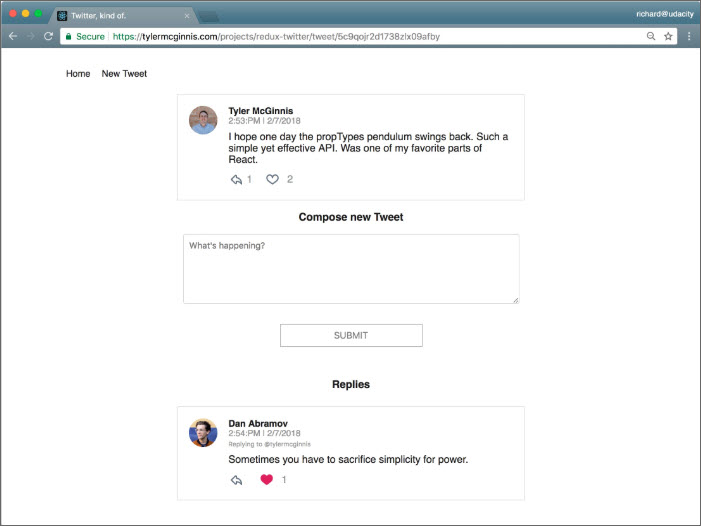 Twitter, kind of.
richard@udacity
Secure https://tylermcginnis.com/projects/redux-twitter/tweet/5c9qojr2d1738zlx09afby
Home New Tweet
Tyler McGinnis
2:53:PM | 2/7/2018
I hope one day the propTypes pendulum swings back. Such a
simple yet effective API. Was one of my favorite parts of
React.
1 2
Compose new Tweet
What's happening?
SUBMIT
Replies
Dan Abramov
2:54:PM | 2/7/2018
Replying to @tylermcginnis
Sometimes you have to sacrifice simplicity for power.
1